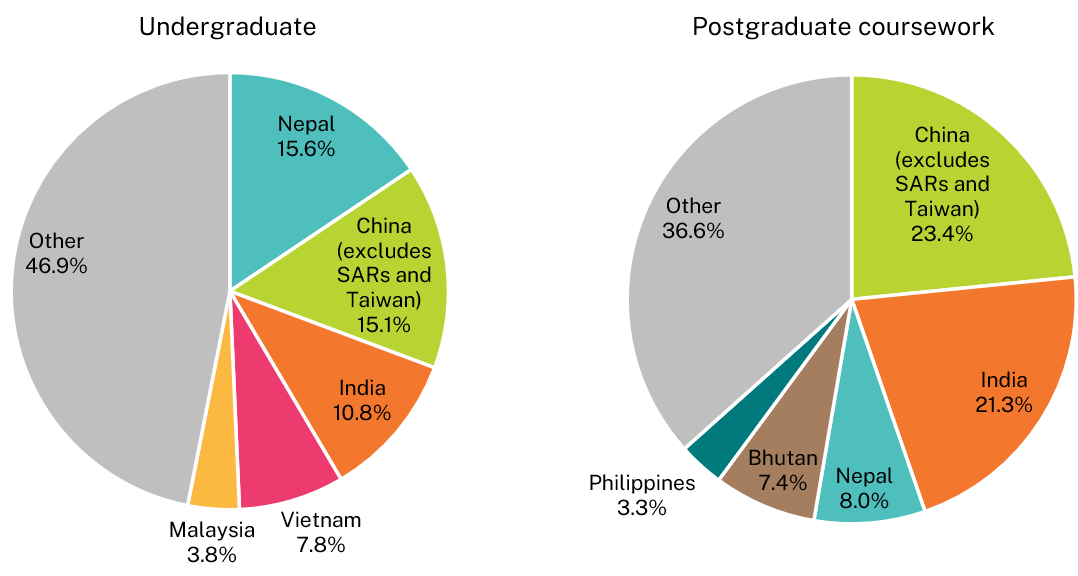 Undergraduate
Nepal
15.6%
China
(excludes
SARs and
Taiwan)
15.1%
India
10.8%
Vietnam
7.8%
Malaysia
3.8%
Other
46.9%
Postgraduate coursework
China
(excludes
SARs and
Taiwan)
23.4%
India
21.3%
Nepal
8.0%
Bhutan
7.4%
Philippines
3.3%
Other
36.6%